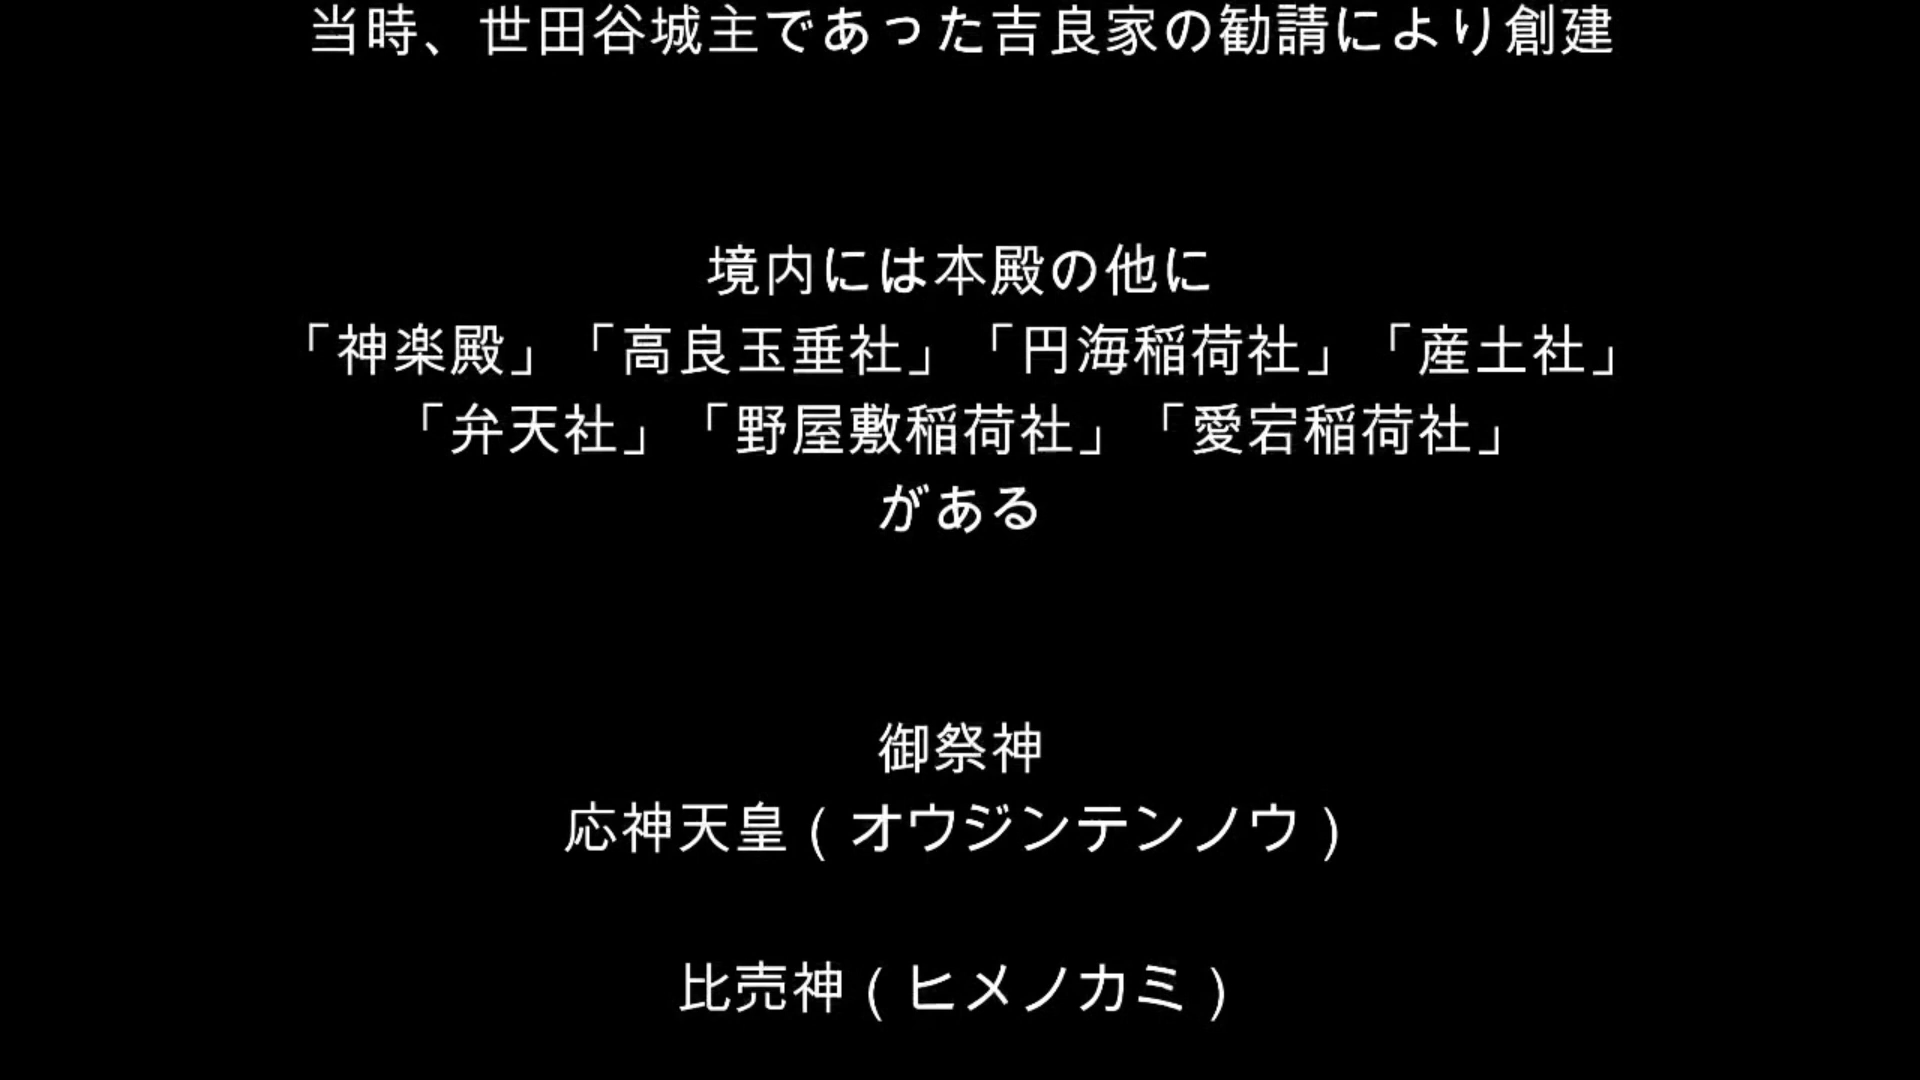 当時、世田谷城主であった吉良家の勧請により創建
境内には本殿の他に
「神楽殿」「高良玉垂社」「円海稲荷社」「産土社」
「弁天社」「野屋敷稲荷社」「愛宕稲荷社」
がある
御祭神
応神天皇（オウジンテンノウ）
比売神（ヒメノカミ）